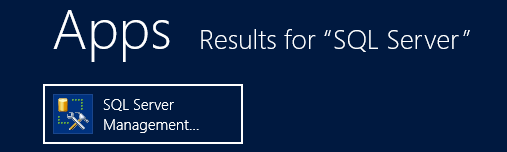 Apps Results for “SQL Server”
SQL Server
Management...